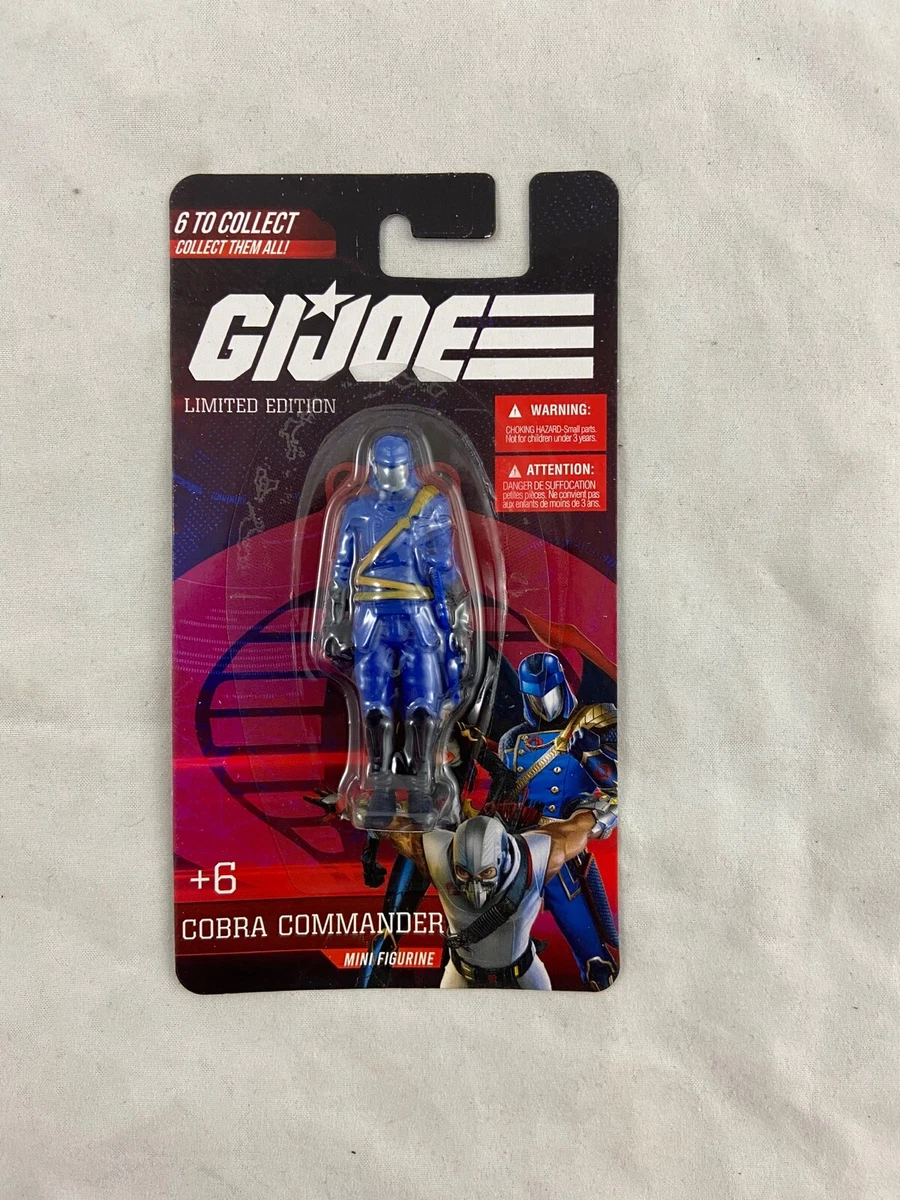 6 TO COLLECT
COLLECT THEM ALL!
GIJOE
LIMITED EDITION
WARNING:
CHOKING HAZARD-Small parts.
Not for children under 3 years.
ATTENTION:
DANGER DE SUFFOCATION
petites pièces. Ne convient pas
aux enfants de moins de 3 ans.
+6
COBRA COMMANDER
MINI FIGURINE